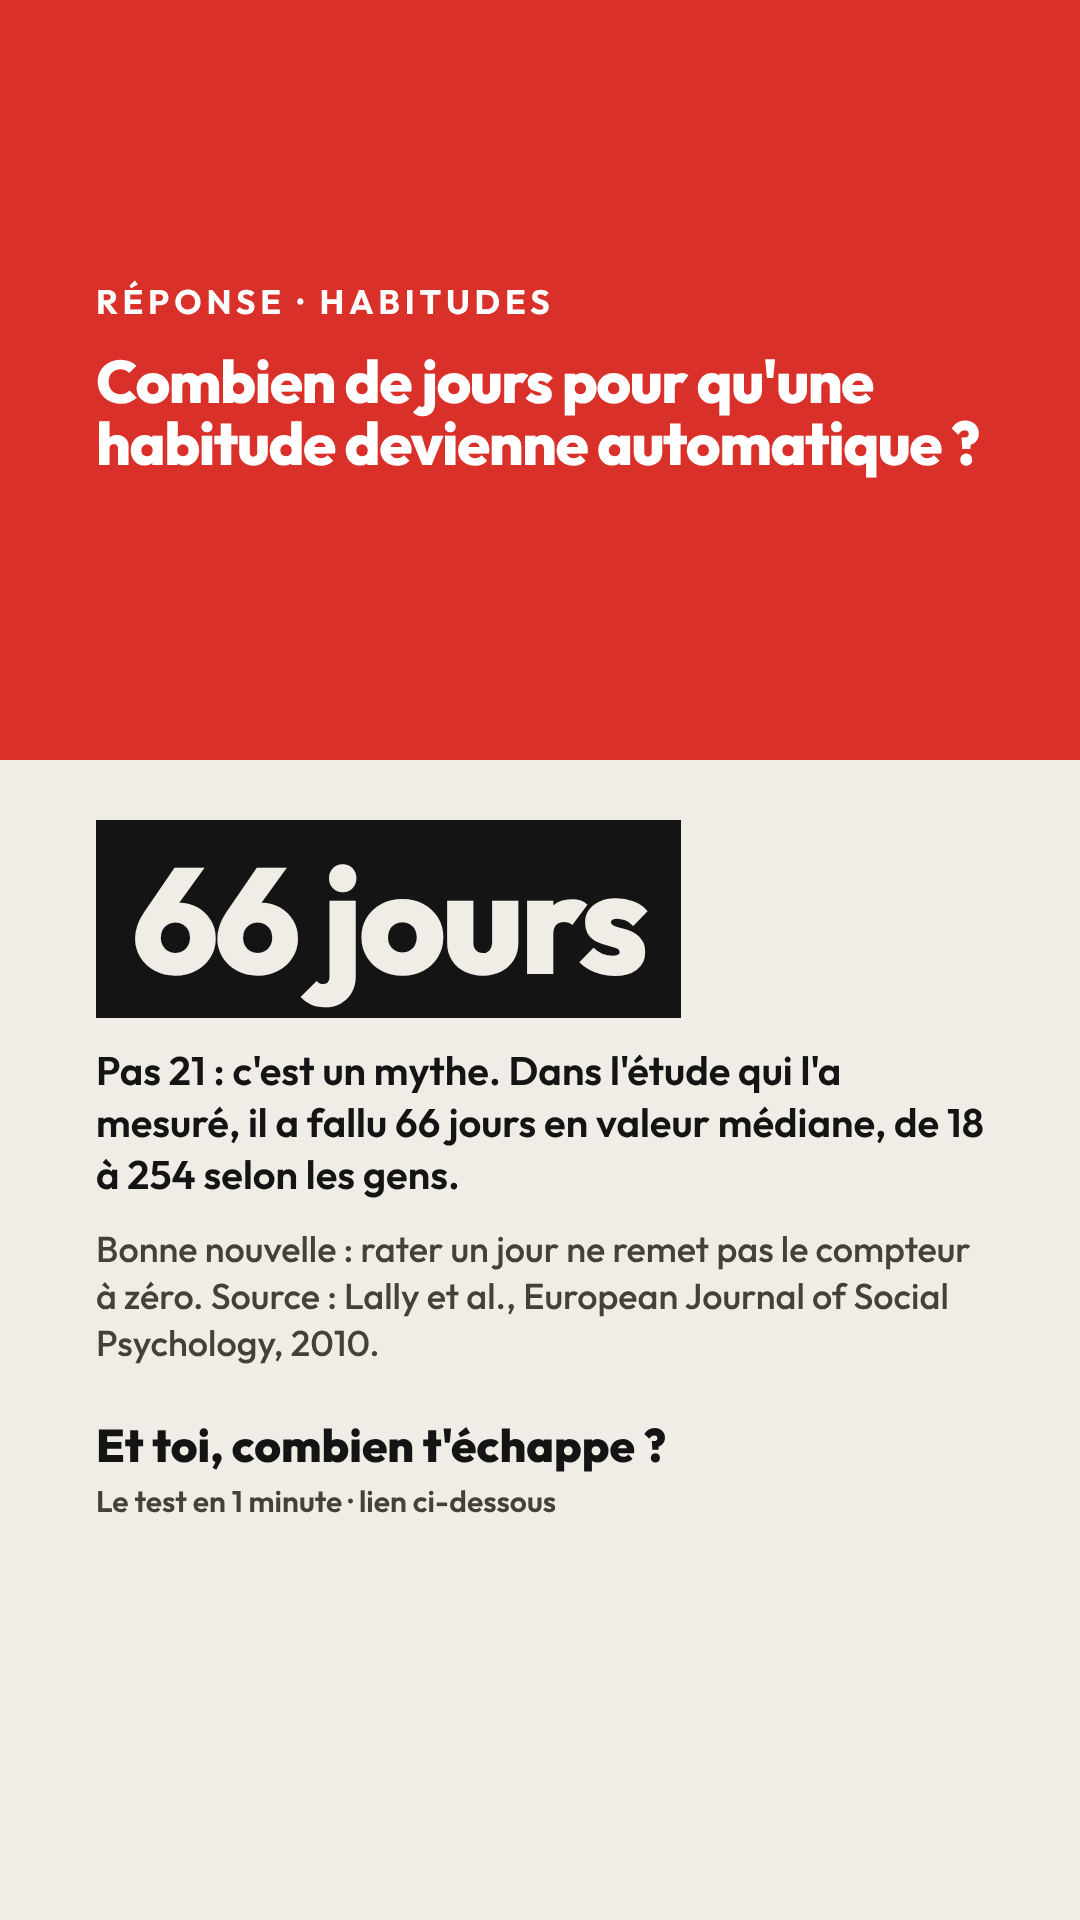 RÉPONSE · HABITUDES
Combien de jours pour qu'une
habitude devienne automatique ?
66 jours
Pas 21 : c'est un mythe. Dans l'étude qui l'a
mesuré, il a fallu 66 jours en valeur médiane, de 18
à 254 selon les gens.
Bonne nouvelle : rater un jour ne remet pas le compteur
à zéro. Source : Lally et al., European Journal of Social
Psychology, 2010.
Et toi, combien t'échappe ?
Le test en 1 minute · lien ci-dessous